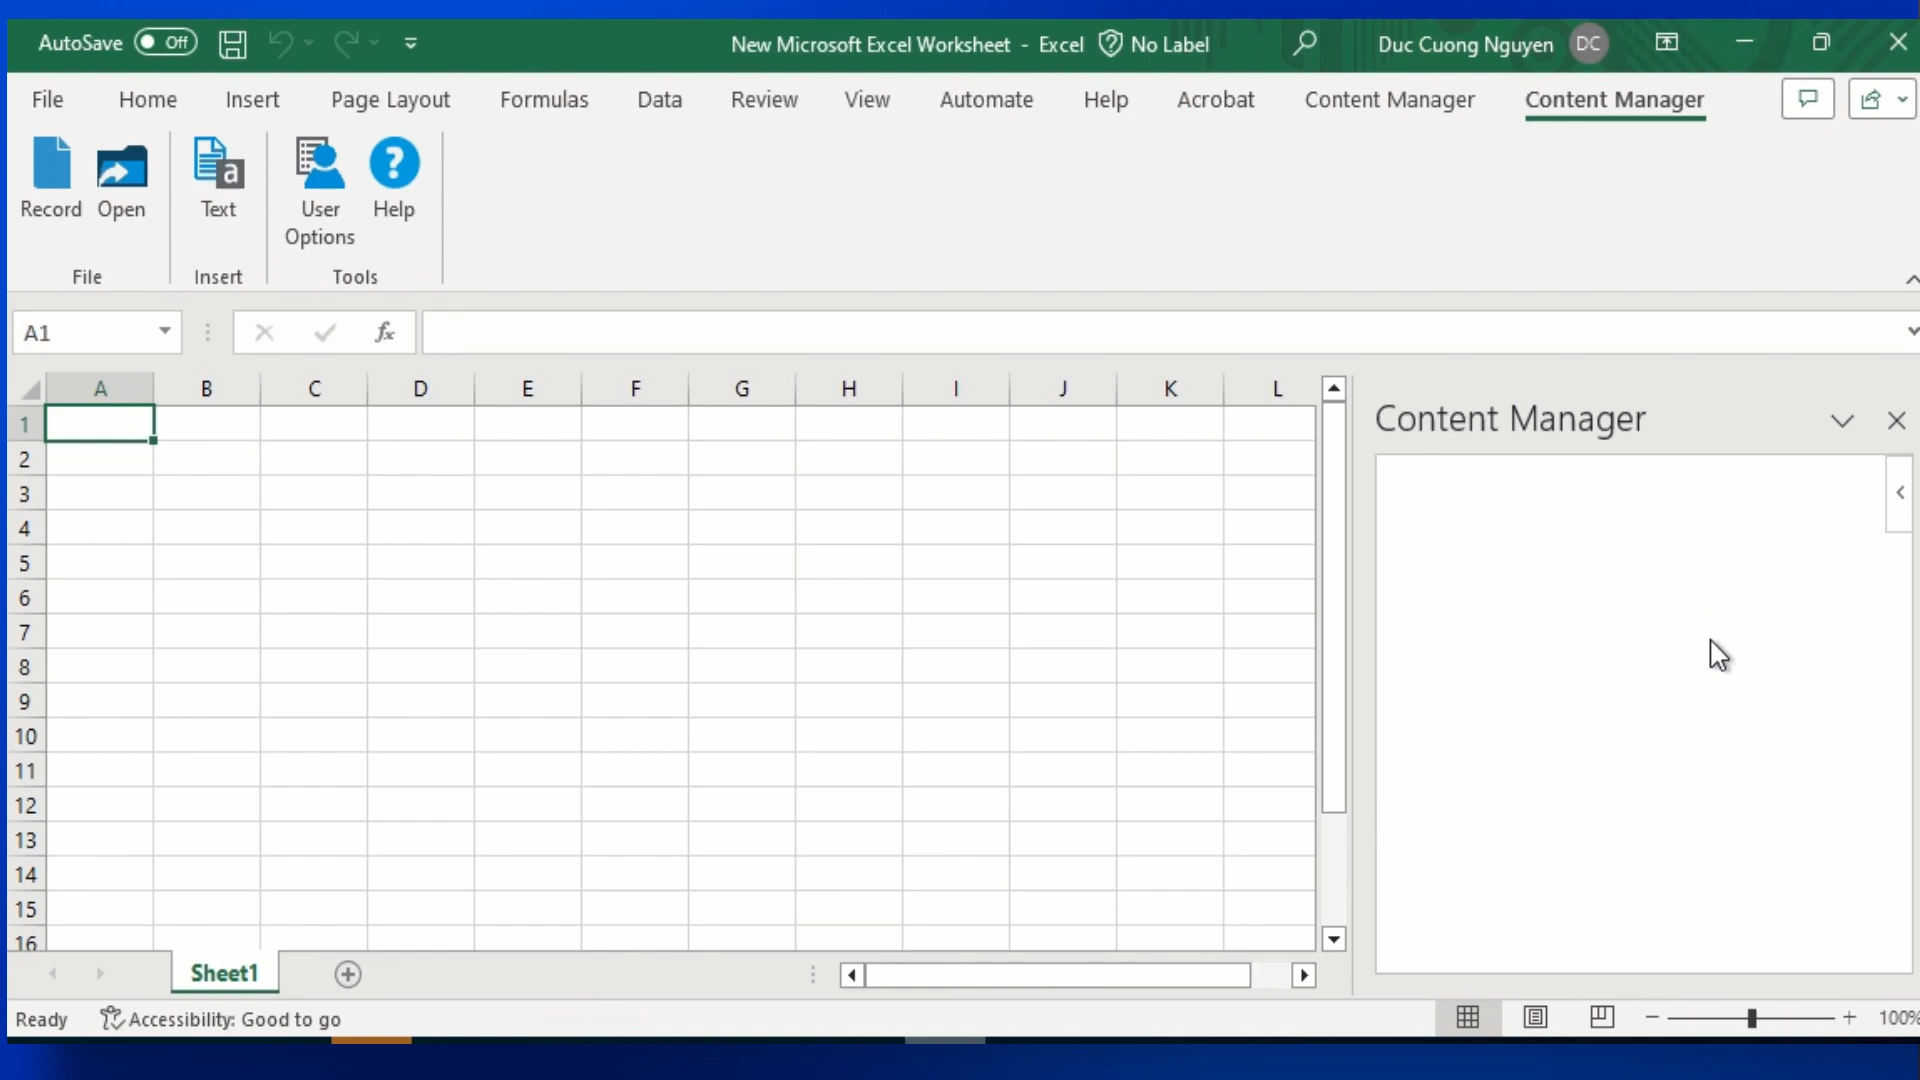 AutoSave Off New Microsoft Excel Worksheet - Excel No Label Duc Cuong Nguyen DC
File Home Insert Page Layout Formulas Data Review View Automate Help Acrobat Content Manager Content Manager
Record Open Text User Options Help
File Insert Tools
A1 fx
A B C D E F G H I J K L
Content Manager
1
2
3
4
5
6
7
8
9
10
11
12
13
14
15
16
Sheet1
Ready Accessibility: Good to go 100%